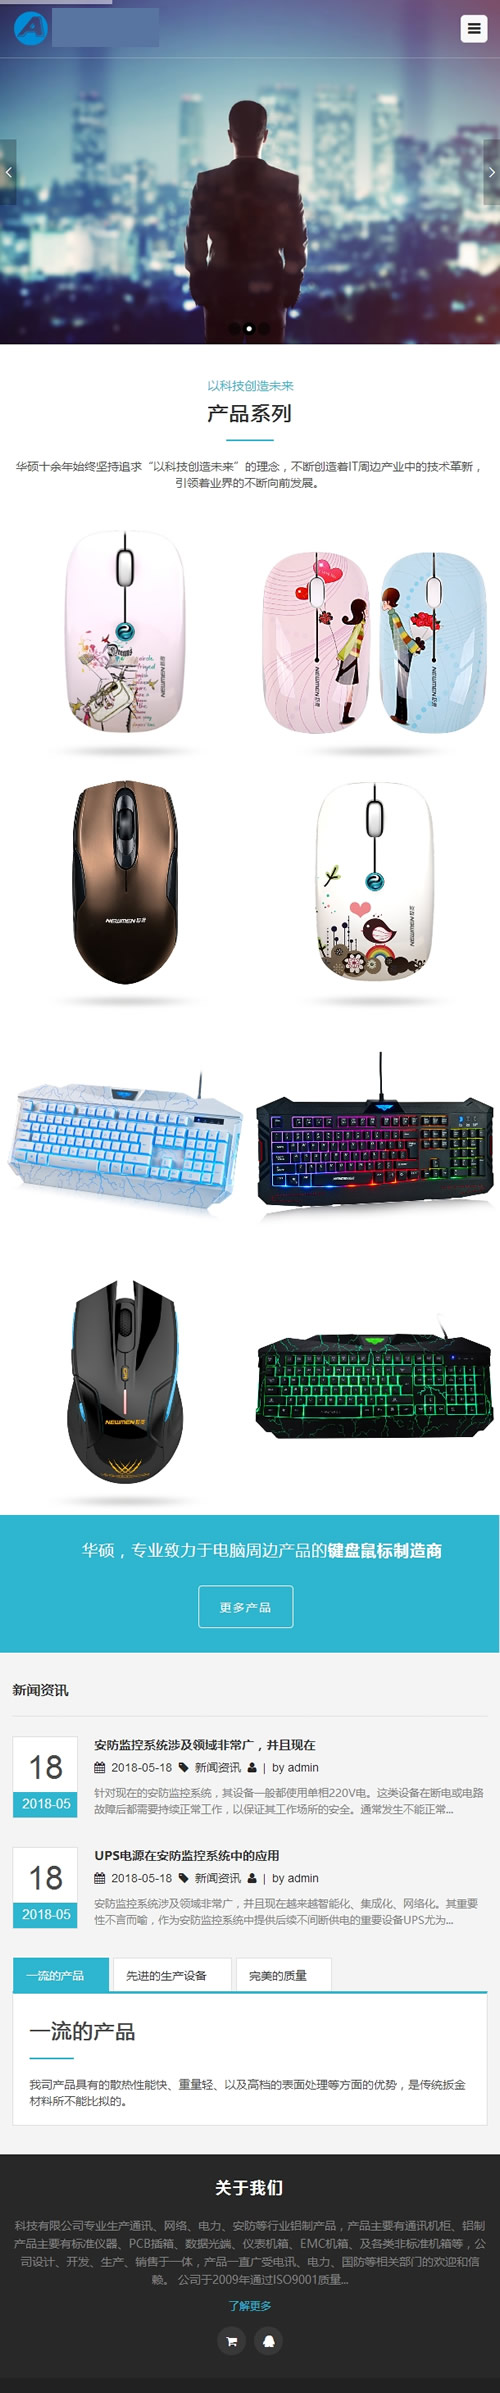 以科技创造未来
产品系列
华硕十余年始终坚持追求“以科技创造未来”的理念，不断创造着IT周边产业中的技术革新，
引领着业界的不断向前发展。
NEWMEN
NEWMEN
NEWMEN
NEWMEN
NEWMEN
NEWMEN
华硕，专业致力于电脑周边产品的键盘鼠标制造商
更多产品
新闻资讯
18
2018-05
安防监控系统涉及领域非常广，并且现在
2018-05-18 新闻资讯 | by admin
针对现在的安防监控系统，其设备一般都使用单相220V电。这类设备在断电或电路
故障后都需要持续正常工作，以保证其工作场所的安全。通常发生不能正常...
18
2018-05
UPS电源在安防监控系统中的应用
2018-05-18 新闻资讯 | by admin
安防监控系统涉及领域非常广，并且现在越来越智能化、集成化、网络化。其重要
性不言而喻，作为安防监控系统中提供后续不间断供电的重要设备UPS尤为...
一流的产品 先进的生产设备 完美的质量
一流的产品
我司产品具有的散热性能快、重量轻、以及高档的表面处理等方面的优势，是传统扳金
材料所不能比拟的。
关于我们
科技有限公司专业生产通讯、网络、电力、安防等行业铝制产品，产品主要有通讯机柜、铝制
产品主要有标准仪器、PCB插箱、数据光端、仪表机箱、EMC机箱、及各类非标准机箱等，公
司设计、开发、生产、销售于一体，产品一直广受电讯、电力、国防等相关部门的欢迎和信
赖。 公司于2009年通过ISO9001质量...
了解更多